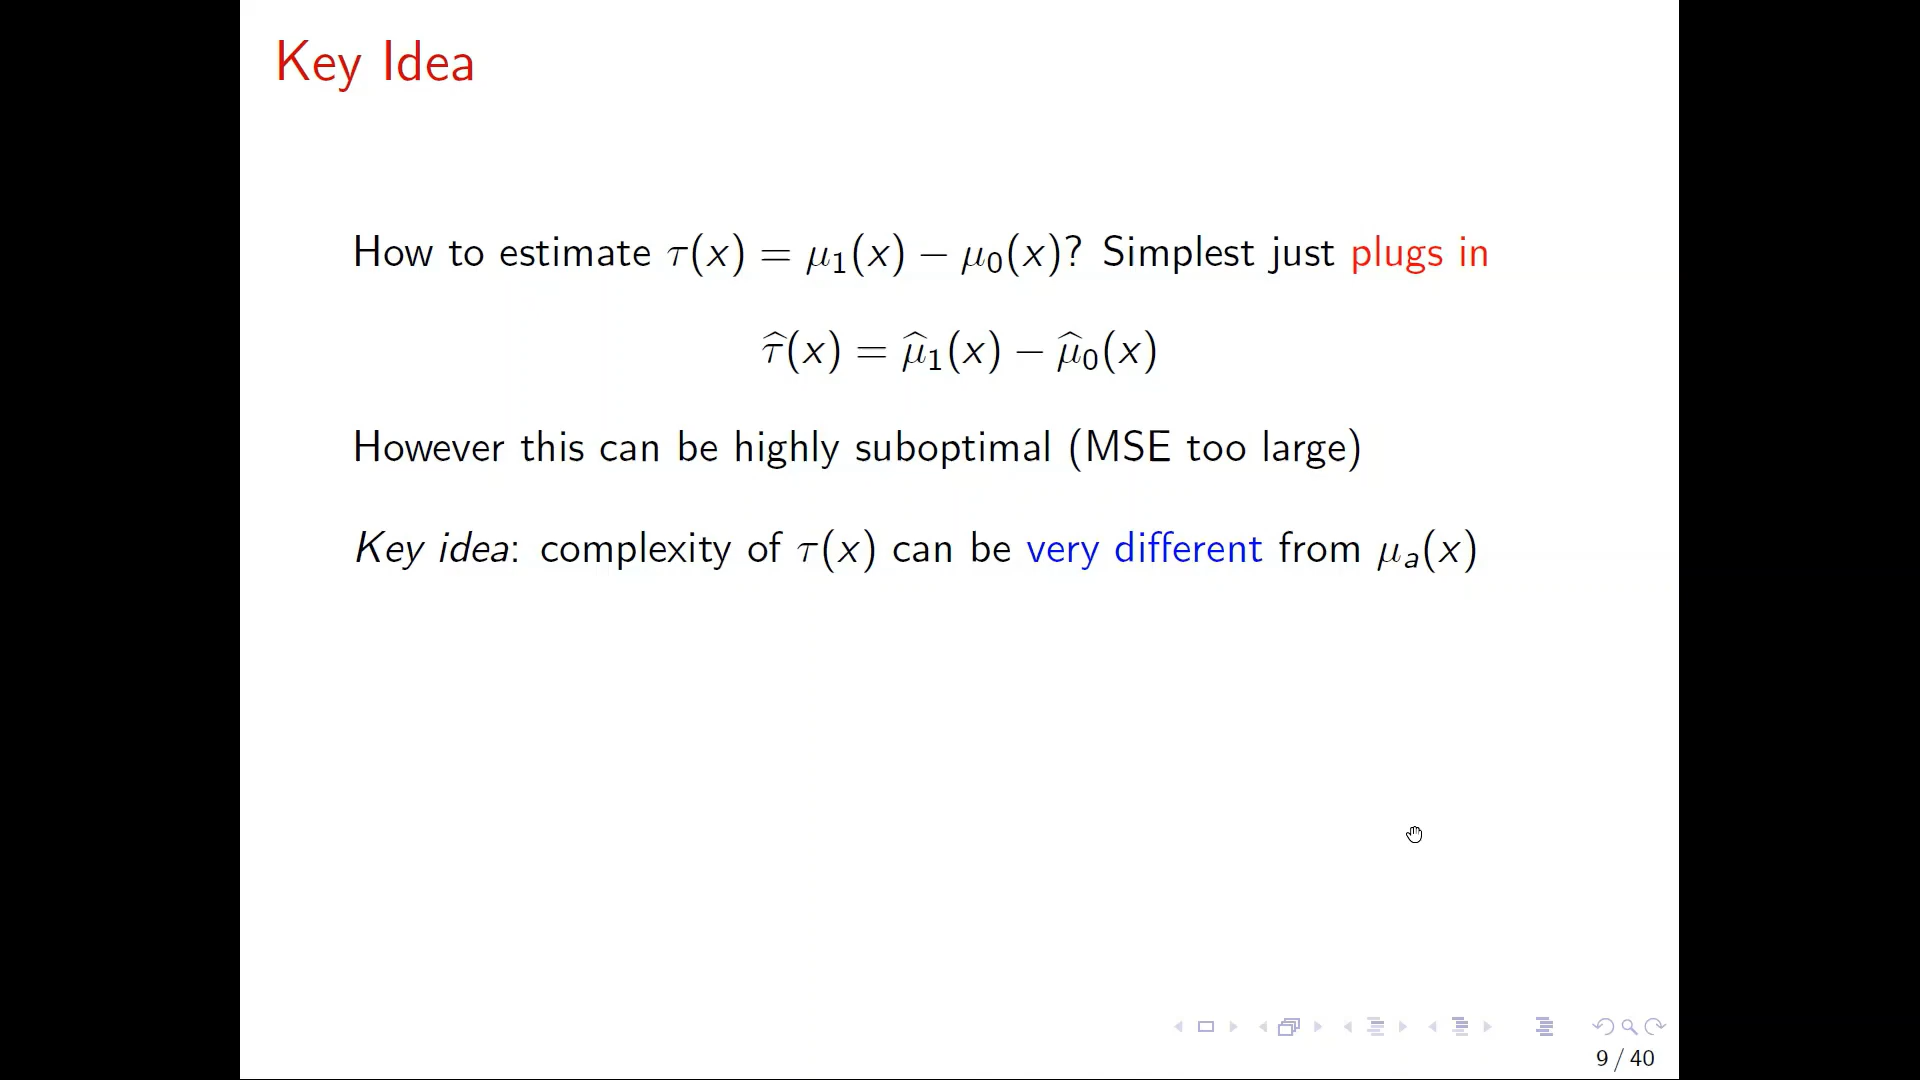 Key Idea
How to estimate τ(x) = μ₁(x) − μ₀(x)? Simplest just plugs in
τ̂(x) = μ̂₁(x) − μ̂₀(x)
However this can be highly suboptimal (MSE too large)
Key idea: complexity of τ(x) can be very different from μₐ(x)
9 / 40